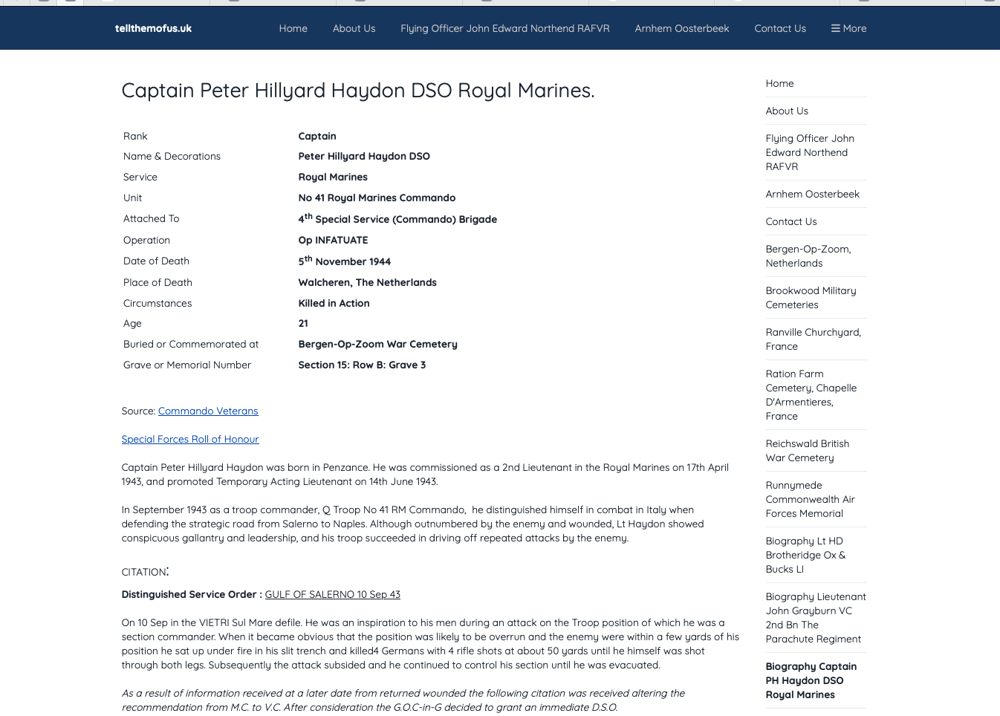 tellthemofus.uk
Home
About Us
Flying Officer John Edward Northend RAFVR
Arnhem Oosterbeek
Contact Us
More
Captain Peter Hillyard Haydon DSO Royal Marines.
Rank Captain
Name & Decorations Peter Hillyard Haydon DSO
Service Royal Marines
Unit No 41 Royal Marines Commando
Attached To 4th Special Service (Commando) Brigade
Operation Op INFATUATE
Date of Death 5th November 1944
Place of Death Walcheren, The Netherlands
Circumstances Killed in Action
Age 21
Buried or Commemorated at Bergen-Op-Zoom War Cemetery
Grave or Memorial Number Section 15: Row B: Grave 3
Source: Commando Veterans
Special Forces Roll of Honour
Captain Peter Hillyard Haydon was born in Penzance. He was commissioned as a 2nd Lieutenant in the Royal Marines on 17th April
1943, and promoted Temporary Acting Lieutenant on 14th June 1943.
In September 1943 as a troop commander, Q Troop No 41 RM Commando,  he distinguished himself in combat in Italy when
defending the strategic road from Salerno to Naples. Although outnumbered by the enemy and wounded, Lt Haydon showed
conspicuous gallantry and leadership, and his troop succeeded in driving off repeated attacks by the enemy.
CITATION:
Distinguished Service Order : GULF OF SALERNO 10 Sep 43
On 10 Sep in the VIETRI Sul Mare defile. He was an inspiration to his men during an attack on the Troop position of which he was a
section commander. When it became obvious that the position was likely to be overrun and the enemy were within a few yards of his
position he sat up under fire in his slit trench and killed4 Germans with 4 rifle shots at about 50 yards until he himself was shot
through both legs. Subsequently the attack subsided and he continued to control his section until he was evacuated.
As a result of information received at a later date from returned wounded the following citation was received altering the
recommendation from M.C. to V.C. After consideration the G.O.C-in-G decided to grant an immediate D.S.O.
Home
About Us
Flying Officer John
Edward Northend
RAFVR
Arnhem Oosterbeek
Contact Us
Bergen-Op-Zoom,
Netherlands
Brookwood Military
Cemeteries
Ranville Churchyard,
France
Ration Farm
Cemetery, Chapelle
D'Armentieres,
France
Reichswald British
War Cemetery
Runnymede
Commonwealth Air
Forces Memorial
Biography Lt HD
Brotheridge Ox &
Bucks LI
Biography Lieutenant
John Grayburn VC
2nd Bn The
Parachute Regiment
Biography Captain
PH Haydon DSO
Royal Marines